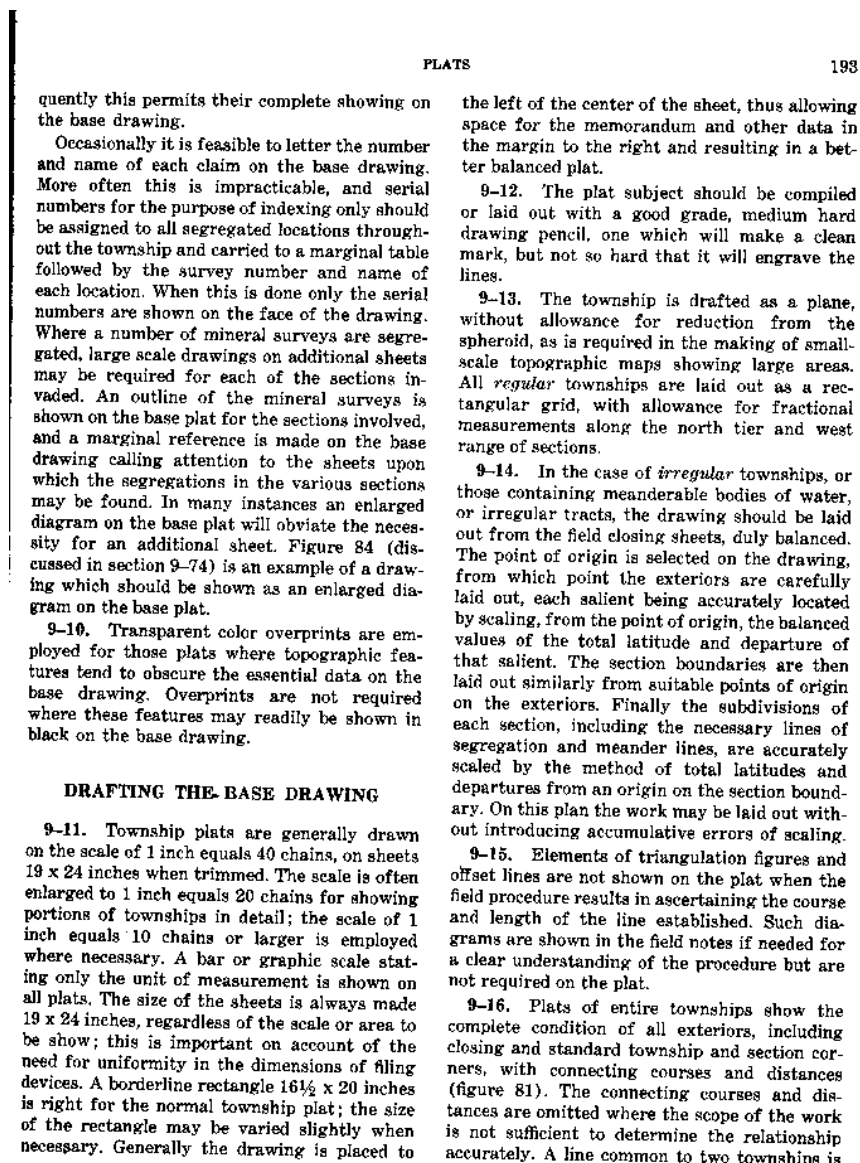 PLATS
193
quently this permits their complete showing on
the base drawing.
Occasionally it is feasible to letter the number
and name of each claim on the base drawing.
More often this is impracticable, and serial
numbers for the purpose of indexing only should
be assigned to all segregated locations through-
out the township and carried to a marginal table
followed by the survey number and name of
each location. When this is done only the serial
numbers are shown on the face of the drawing.
Where a number of mineral surveys are segre-
gated, large scale drawings on additional sheets
may be required for each of the sections in-
vaded. An outline of the mineral surveys is
shown on the base plat for the sections involved,
and a marginal reference is made on the base
drawing calling attention to the sheets upon
which the segregations in the various sections
may be found. In many instances an enlarged
diagram on the base plat will obviate the neces-
sity for an additional sheet. Figure 84 (dis-
cussed in section 9–74) is an example of a draw-
ing which should be shown as an enlarged dia-
gram on the base plat.
9–10. Transparent color overprints are em-
ployed for those plats where topographic fea-
tures tend to obscure the essential data on the
base drawing. Overprints are not required
where these features may readily be shown in
black on the base drawing.
DRAFTING THE BASE DRAWING
9–11. Township plats are generally drawn
on the scale of 1 inch equals 40 chains, on sheets
19 x 24 inches when trimmed. The scale is often
enlarged to 1 inch equals 20 chains for showing
portions of townships in detail; the scale of 1
inch equals 10 chains or larger is employed
where necessary. A bar or graphic scale stat-
ing only the unit of measurement is shown on
all plats. The size of the sheets is always made
19 x 24 inches, regardless of the scale or area to
be show; this is important on account of the
need for uniformity in the dimensions of filing
devices. A borderline rectangle 16½ x 20 inches
is right for the normal township plat; the size
of the rectangle may be varied slightly when
necessary. Generally the drawing is placed to
the left of the center of the sheet, thus allowing
space for the memorandum and other data in
the margin to the right and resulting in a bet-
ter balanced plat.
9–12. The plat subject should be compiled
or laid out with a good grade, medium hard
drawing pencil, one which will make a clean
mark, but not so hard that it will engrave the
lines.
9–13. The township is drafted as a plane,
without allowance for reduction from the
spheroid, as is required in the making of small-
scale topographic maps showing large areas.
All regular townships are laid out as a rec-
tangular grid, with allowance for fractional
measurements along the north tier and west
range of sections.
9–14. In the case of irregular townships, or
those containing meanderable bodies of water,
or irregular tracts, the drawing should be laid
out from the field closing sheets, duly balanced.
The point of origin is selected on the drawing,
from which point the exteriors are carefully
laid out, each salient being accurately located
by scaling, from the point of origin, the balanced
values of the total latitude and departure of
that salient. The section boundaries are then
laid out similarly from suitable points of origin
on the exteriors. Finally the subdivisions of
each section, including the necessary lines of
segregation and meander lines, are accurately
scaled by the method of total latitudes and
departures from an origin on the section bound-
ary. On this plan the work may be laid out with-
out introducing accumulative errors of scaling.
9–15. Elements of triangulation figures and
offset lines are not shown on the plat when the
field procedure results in ascertaining the course
and length of the line established. Such dia-
grams are shown in the field notes if needed for
a clear understanding of the procedure but are
not required on the plat.
9–16. Plats of entire townships show the
complete condition of all exteriors, including
closing and standard township and section cor-
ners, with connecting courses and distances
(figure 81). The connecting courses and dis-
tances are omitted where the scope of the work
is not sufficient to determine the relationship
accurately. A line common to two townships is